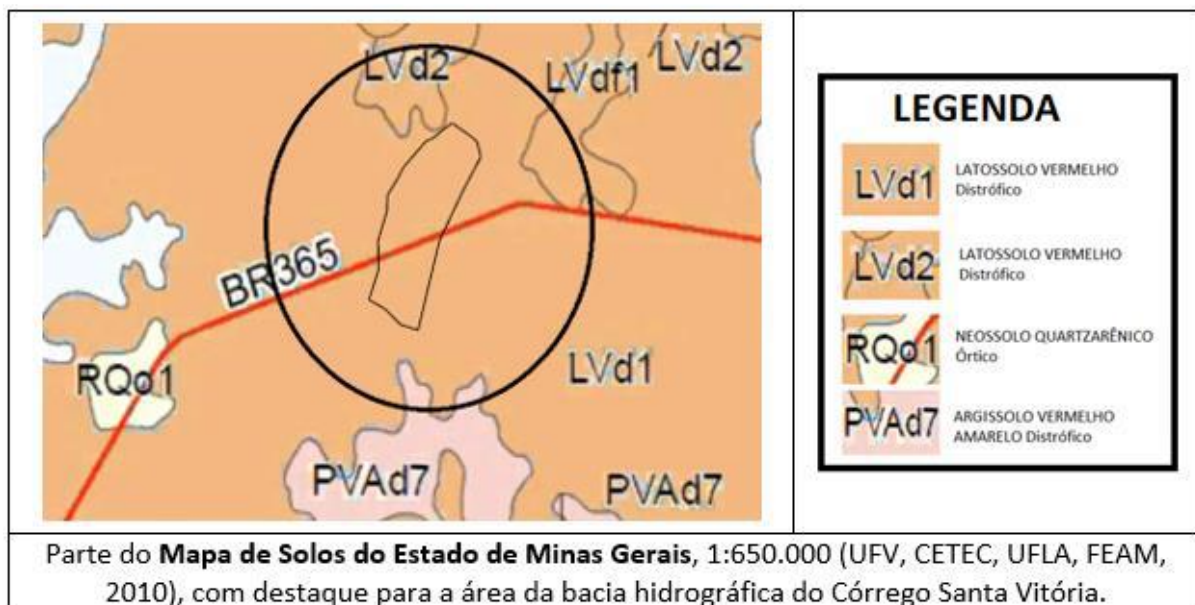 LVd2
LVdf1
LVd2
BR365
RQo1
LVd1
PVAd7
PVAd7
LEGENDA
LVd1
LATOSSOLO VERMELHO
Distrófico
LVd2
LATOSSOLO VERMELHO
Distrófico
RQo1
NEOSSOLO QUARTZARÊNICO
Órtico
PVAd7
ARGISSOLO VERMELHO
AMARELO Distrófico
Parte do Mapa de Solos do Estado de Minas Gerais, 1:650.000 (UFV, CETEC, UFLA, FEAM,
2010), com destaque para a área da bacia hidrográfica do Córrego Santa Vitória.